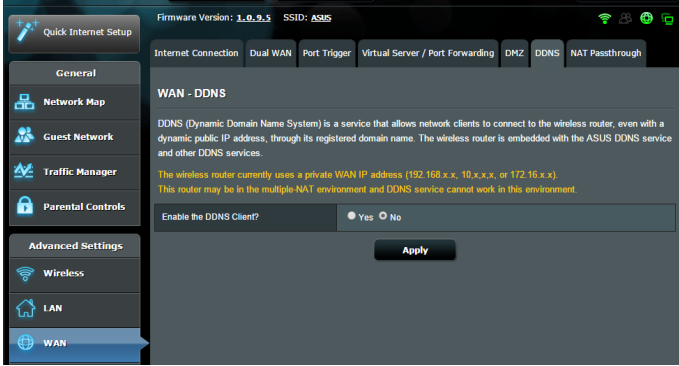 Firmware Version: 1.0.9.5 SSID: ASUS
Quick Internet Setup
Internet Connection Dual WAN Port Trigger Virtual Server / Port Forwarding DMZ DDNS NAT Passthrough
General
Network Map
Guest Network
Traffic Manager
Parental Controls
Advanced Settings
Wireless
LAN
WAN
WAN - DDNS
DDNS (Dynamic Domain Name System) is a service that allows network clients to connect to the wireless router, even with a
dynamic public IP address, through its registered domain name. The wireless router is embedded with the ASUS DDNS service
and other DDNS services.
The wireless router currently uses a private WAN IP address (192.168.x.x, 10,x,x,x, or 172.16.x.x).
This router may be in the multiple-NAT environment and DDNS service cannot work in this environment.
Enable the DDNS Client? Yes No
Apply